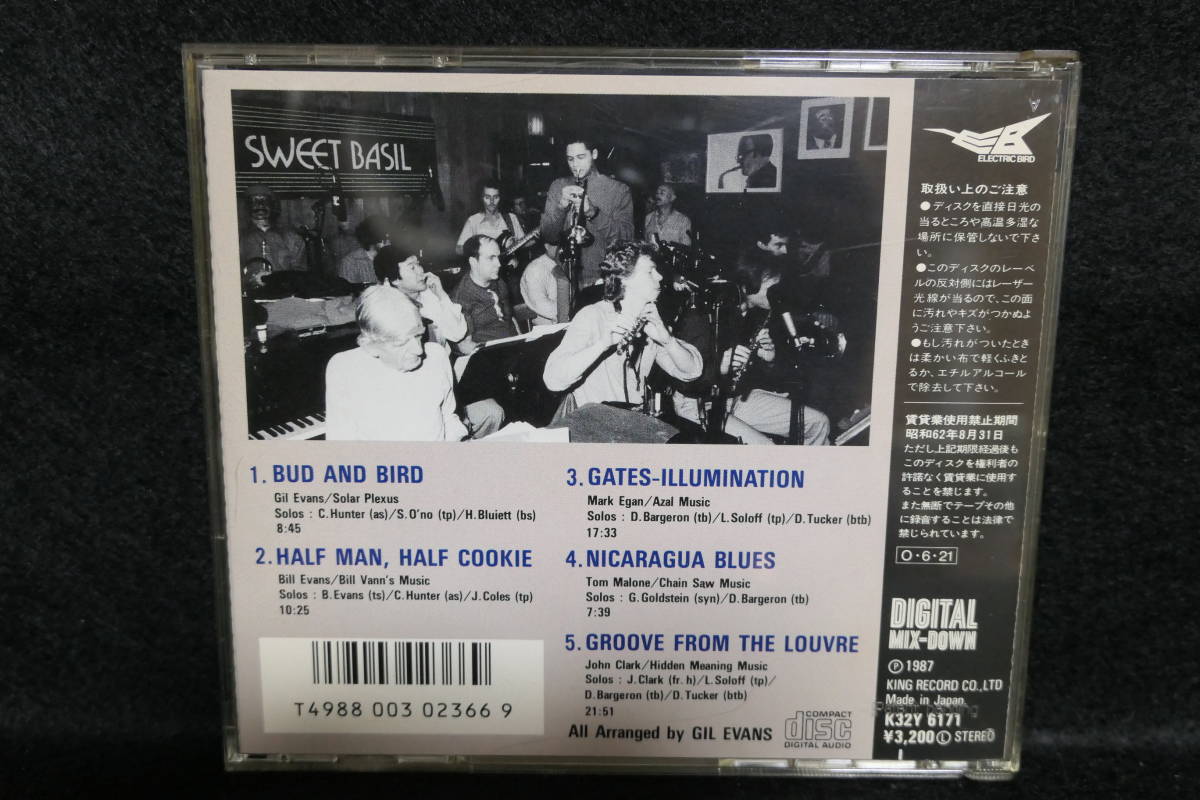 SWEET BASIL
1. BUD AND BIRD
Gil Evans/Solar Plexus
Solos : C.Hunter (as)/S.O'no (tp)/H.Bluiett (bs)
8:45
2. HALF MAN, HALF COOKIE
Bill Evans/Bill Vann's Music
Solos : B.Evans (ts)/C.Hunter (as)/J.Coles (tp)
10:25
3. GATES-ILLUMINATION
Mark Egan/Azal Music
Solos : D.Bargeron (tb)/L.Soloff (tp)/D.Tucker (btb)
17:33
4. NICARAGUA BLUES
Tom Malone/Chain Saw Music
Solos : G.Goldstein (syn)/D.Bargeron (tb)
7:39
5. GROOVE FROM THE LOUVRE
John Clark/Hidden Meaning Music
Solos : J.Clark (fr.h)/L.Soloff (tp)/
D.Bargeron (tb)/D.Tucker (btb)
21:51
All Arranged by GIL EVANS
COMPACT
disc
DIGITAL AUDIO
T4988 003 02366 9
EB
ELECTRIC BIRD
取扱い上のご注意
●ディスクを直接日光の
当るところや高温多湿な
場所に保管しないで下さ
い。
●このディスクのレーベ
ルの反対側にはレーザー
光線が当るので、この面
に汚れやキズがつかぬよ
うご注意下さい。
●もし汚れがついたとき
は柔かい布で軽くふきと
るか、エチルアルコール
で除去して下さい。
賃貸業使用禁止期間
昭和62年8月31日
ただし上記期限経過後も
このディスクを権利者の
許諾なく賃貸業に使用す
ることを禁じます。
また無断でテープその他
に録音することは法律で
禁じられています。
O・6・21
DIGITAL
MIX-DOWN
Ⓟ 1987
KING RECORD CO.,LTD
Made in Japan
K32Y 6171
¥3,200 Ⓛ STEREO